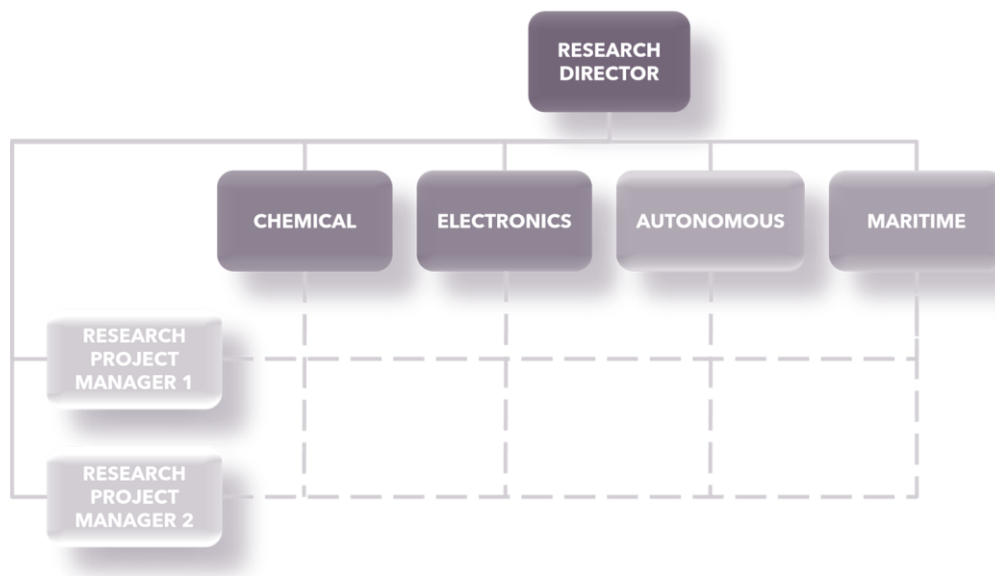 RESEARCH
DIRECTOR
CHEMICAL
ELECTRONICS
AUTONOMOUS
MARITIME
RESEARCH
PROJECT
MANAGER 1
RESEARCH
PROJECT
MANAGER 2